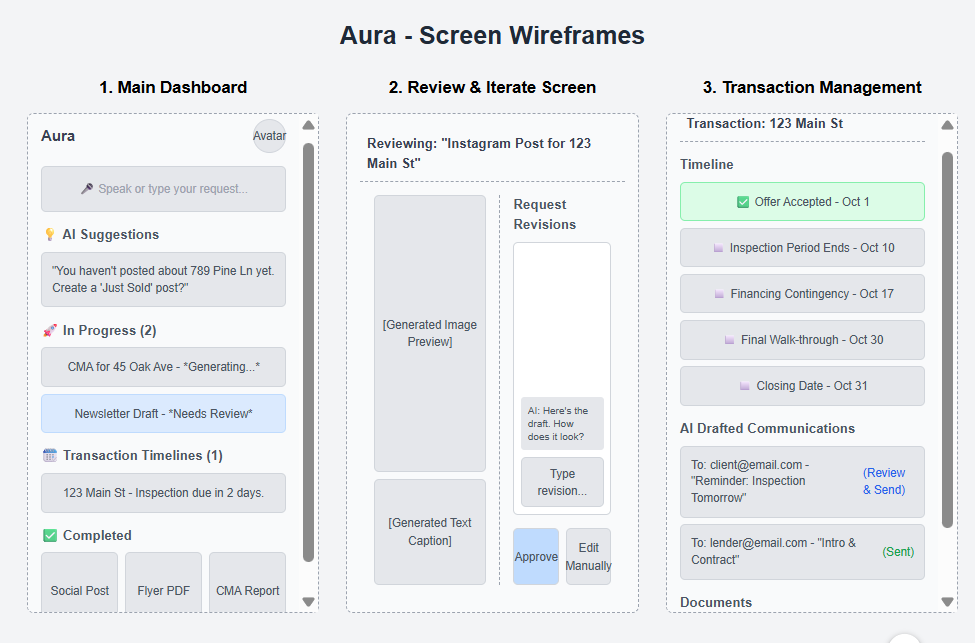 Aura - Screen Wireframes
1. Main Dashboard
Aura
Avatar
Speak or type your request...
AI Suggestions
"You haven't posted about 789 Pine Ln yet.
Create a 'Just Sold' post?"
In Progress (2)
CMA for 45 Oak Ave - *Generating...*
Newsletter Draft - *Needs Review*
Transaction Timelines (1)
123 Main St - Inspection due in 2 days.
Completed
Social Post
Flyer PDF
CMA Report
2. Review & Iterate Screen
Reviewing: "Instagram Post for 123
Main St"
[Generated Image
Preview]
[Generated Text
Caption]
Request
Revisions
AI: Here's the
draft. How
does it look?
Type
revision...
Approve
Edit
Manually
3. Transaction Management
Transaction: 123 Main St
Timeline
Offer Accepted - Oct 1
Inspection Period Ends - Oct 10
Financing Contingency - Oct 17
Final Walk-through - Oct 30
Closing Date - Oct 31
AI Drafted Communications
To: client@email.com -
"Reminder: Inspection
Tomorrow"
(Review
& Send)
To: lender@email.com - "Intro &
Contract"
(Sent)
Documents